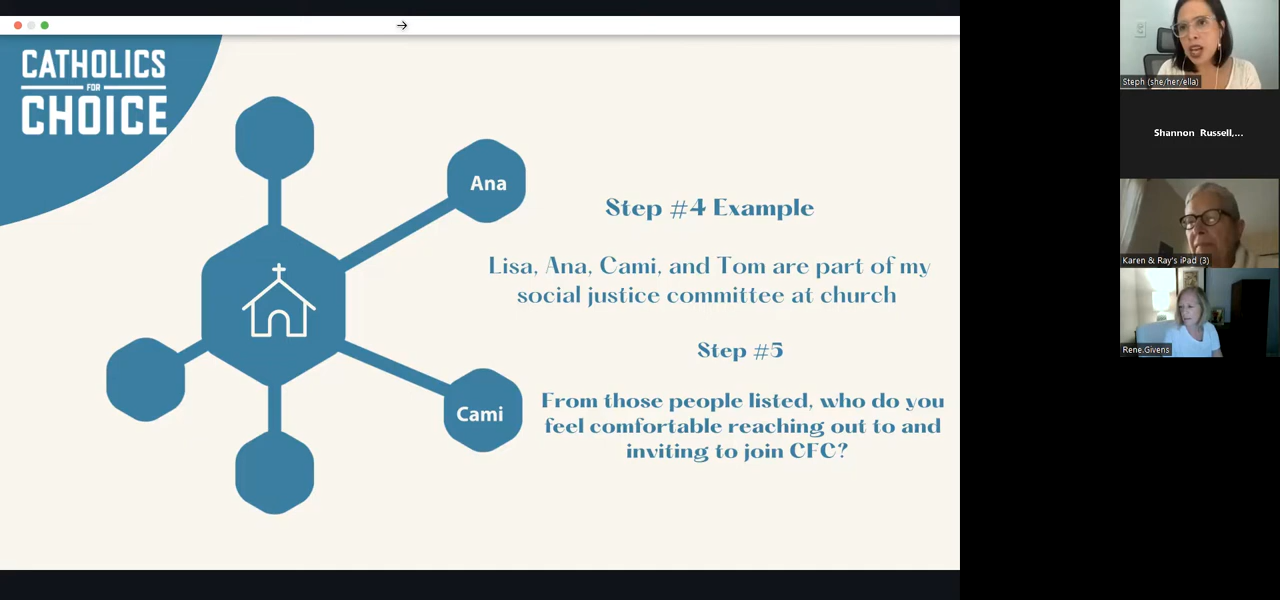 CATHOLICS
FOR
CHOICE
Ana
Step #4 Example
Lisa, Ana, Cami, and Tom are part of my
social justice committee at church
Step #5
Cami
From those people listed, who do you
feel comfortable reaching out to and
inviting to join CFC?
Steph (she/her/ella)
Shannon Russell,...
Karen & Ray's iPad (3)
Rene Givens